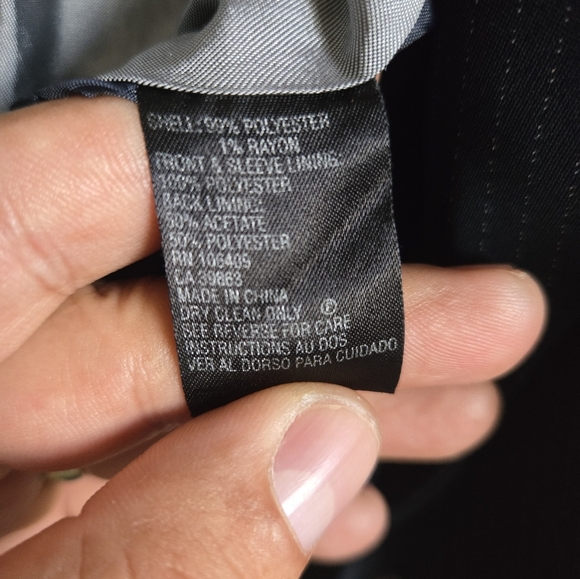 SHELL: 99% POLYESTER
1% RAYON
FRONT & SLEEVE LINING:
100% POLYESTER
BACK LINING:
50% ACETATE
50% POLYESTER
RN 106405
CA 39883
MADE IN CHINA
DRY CLEAN ONLY Ⓟ
SEE REVERSE FOR CARE
INSTRUCTIONS AU DOS
VER AL DORSO PARA CUIDADO